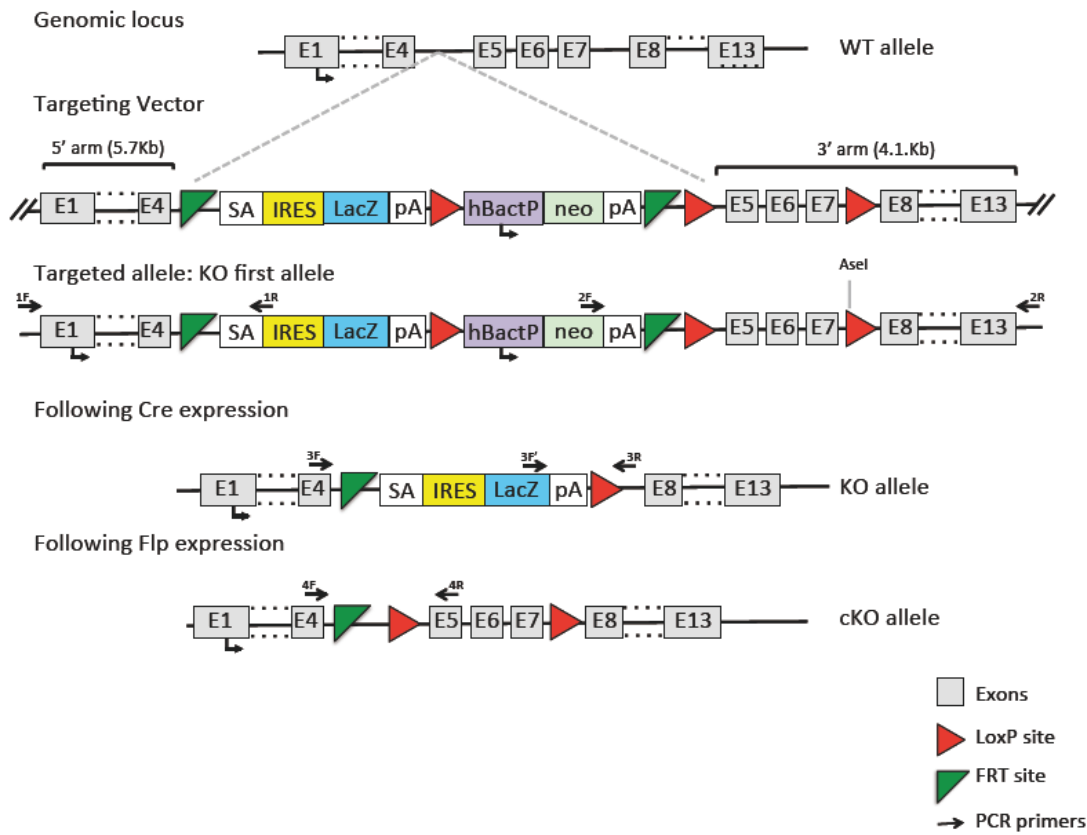 Genomic locus
E1 E4 E5 E6 E7 E8 E13 WT allele
Targeting Vector
5' arm (5.7Kb) 3' arm (4.1.Kb)
E1 E4 SA IRES LacZ pA hBactP neo pA E5 E6 E7 E8 E13
Targeted allele: KO first allele AseI
1F 1R 2F 2R
E1 E4 SA IRES LacZ pA hBactP neo pA E5 E6 E7 E8 E13
Following Cre expression
3F 3F' 3R
E1 E4 SA IRES LacZ pA E8 E13 KO allele
Following Flp expression
4F 4R
E1 E4 E5 E6 E7 E8 E13 cKO allele
Exons
LoxP site
FRT site
PCR primers